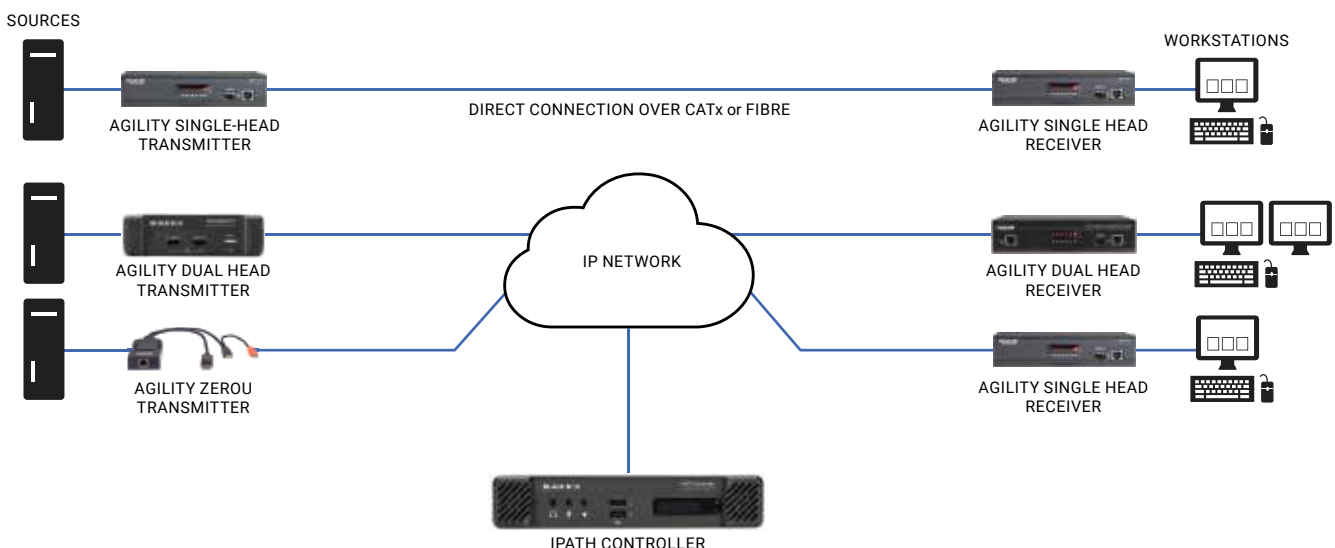 SOURCES
WORKSTATIONS
AGILITY SINGLE-HEAD
TRANSMITTER
DIRECT CONNECTION OVER CATx or FIBRE
AGILITY SINGLE HEAD
RECEIVER
AGILITY DUAL HEAD
TRANSMITTER
IP NETWORK
AGILITY DUAL HEAD
RECEIVER
AGILITY ZEROU
TRANSMITTER
AGILITY SINGLE HEAD
RECEIVER
IPATH CONTROLLER